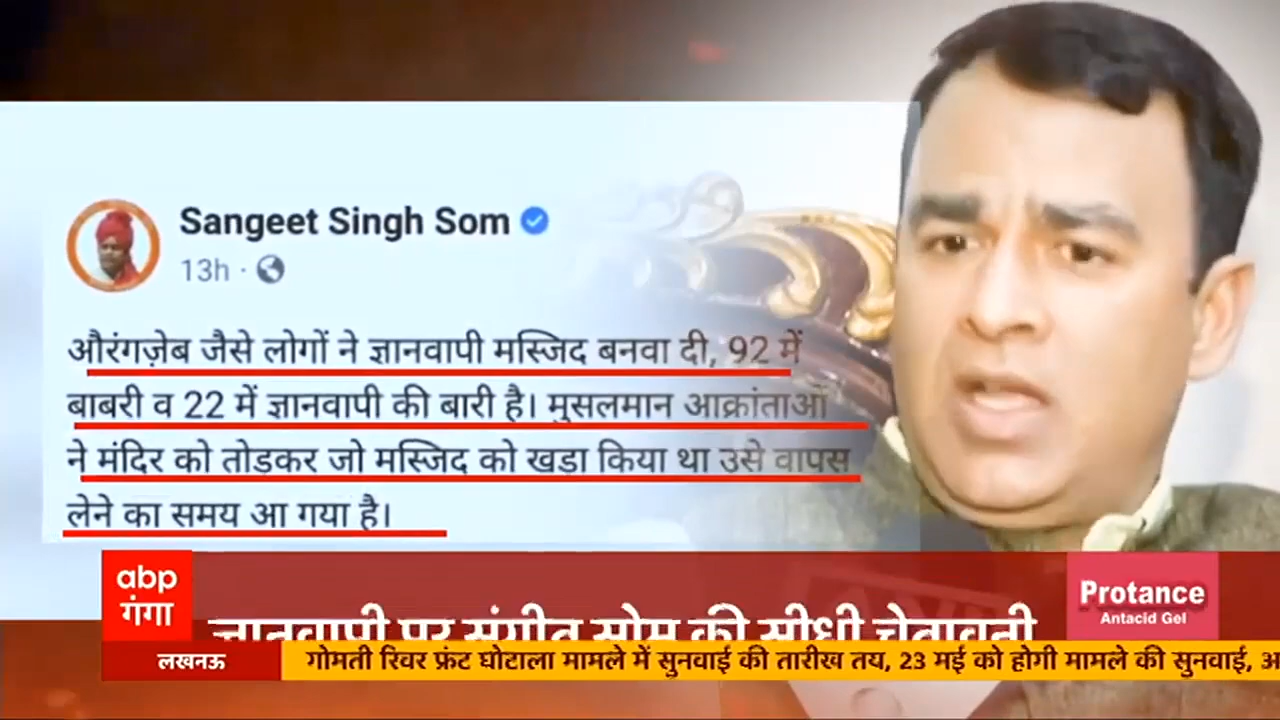 Sangeet Singh Som
13h ·
औरंगज़ेब जैसे लोगों ने ज्ञानवापी मस्जिद बनवा दी, 92 में
बाबरी व 22 में ज्ञानवापी की बारी है। मुसलमान आक्रांताओं
ने मंदिर को तोड़कर जो मस्जिद को खड़ा किया था उसे वापस
लेने का समय आ गया है।
abp
गंगा
ज्ञानवापी पर संगीत सोम की सीधी चेतावनी
Protance
Antacid Gel
लखनऊ
गोमती रिवर फ्रंट घोटाला मामले में सुनवाई की तारीख तय, 23 मई को होगी मामले की सुनवाई,